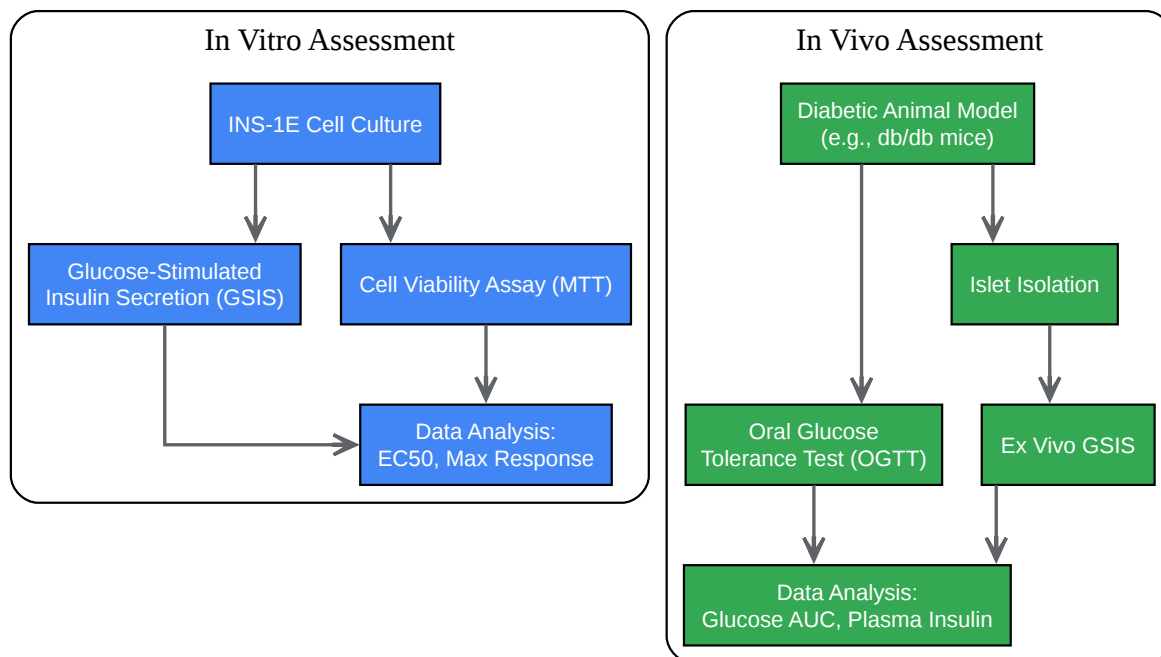 In Vitro Assessment
INS-1E Cell Culture
Glucose-Stimulated
Insulin Secretion (GSIS)
Cell Viability Assay (MTT)
Data Analysis:
EC50, Max Response
In Vivo Assessment
Diabetic Animal Model
(e.g., db/db mice)
Islet Isolation
Oral Glucose
Tolerance Test (OGTT)
Ex Vivo GSIS
Data Analysis:
Glucose AUC, Plasma Insulin